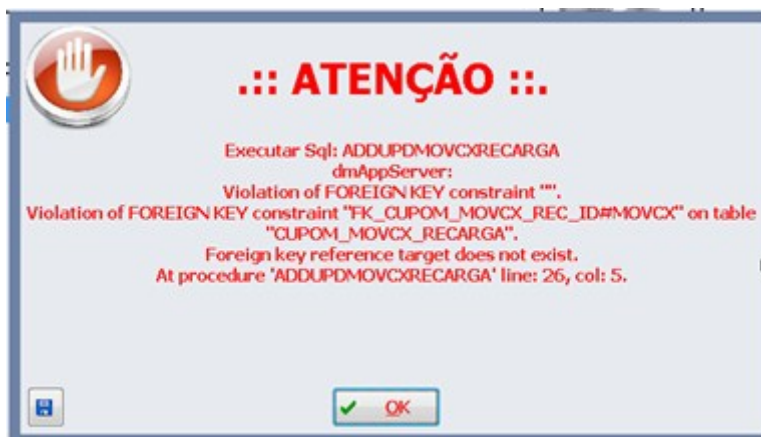 .:: ATENÇÃO ::.
Executar Sql: ADDUPDMOVCXRECARGA
dmAppServer:
Violation of FOREIGN KEY constraint "".
Violation of FOREIGN KEY constraint "FK_CUPOM_MOVCX_REC_ID#MOVCX" on table
"CUPOM_MOVCX_RECARGA".
Foreign key reference target does not exist.
At procedure 'ADDUPDMOVCXRECARGA' line: 26, col: 5.
OK